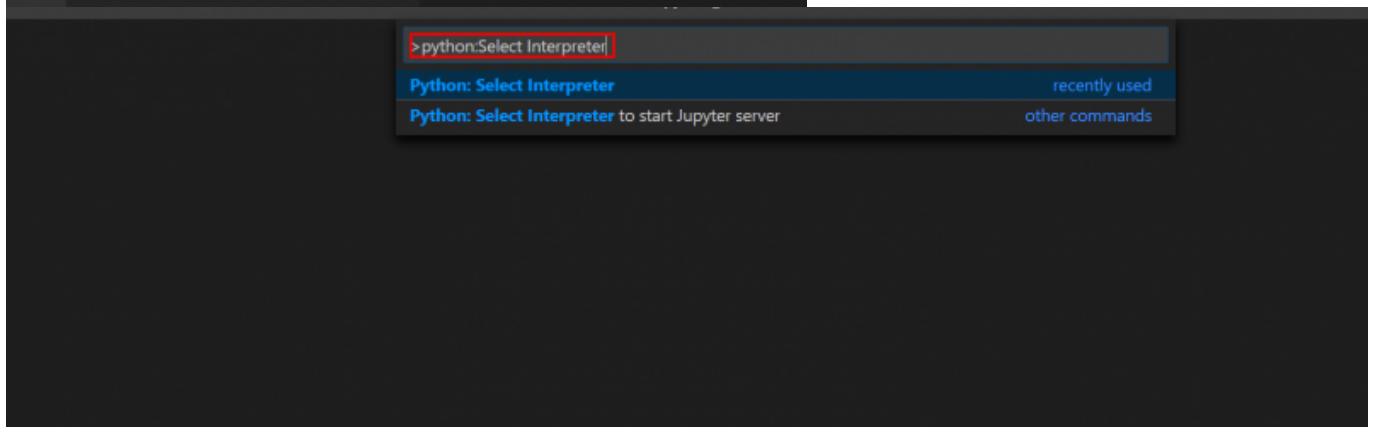 >python:Select Interpreter
Python: Select Interpreter recently used
Python: Select Interpreter to start Jupyter server other commands